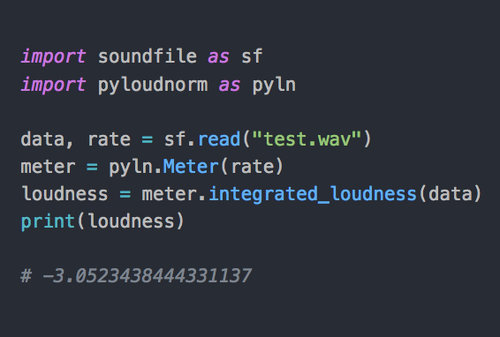 import soundfile as sf
import pyloudnorm as pyln
data, rate = sf.read("test.wav")
meter = pyln.Meter(rate)
loudness = meter.integrated_loudness(data)
print(loudness)
# -3.0523438444331137